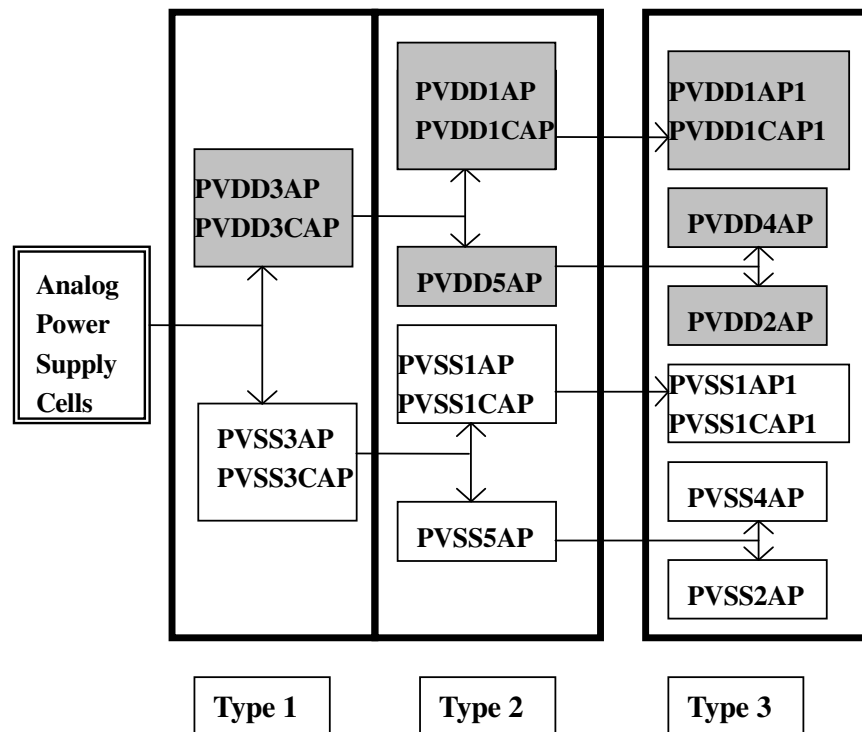 Analog
Power
Supply
Cells
PVDD3AP
PVDD3CAP
PVSS3AP
PVSS3CAP
PVDD1AP
PVDD1CAP
PVDD5AP
PVSS1AP
PVSS1CAP
PVSS5AP
PVDD1AP1
PVDD1CAP1
PVDD4AP
PVDD2AP
PVSS1AP1
PVSS1CAP1
PVSS4AP
PVSS2AP
Type 1
Type 2
Type 3